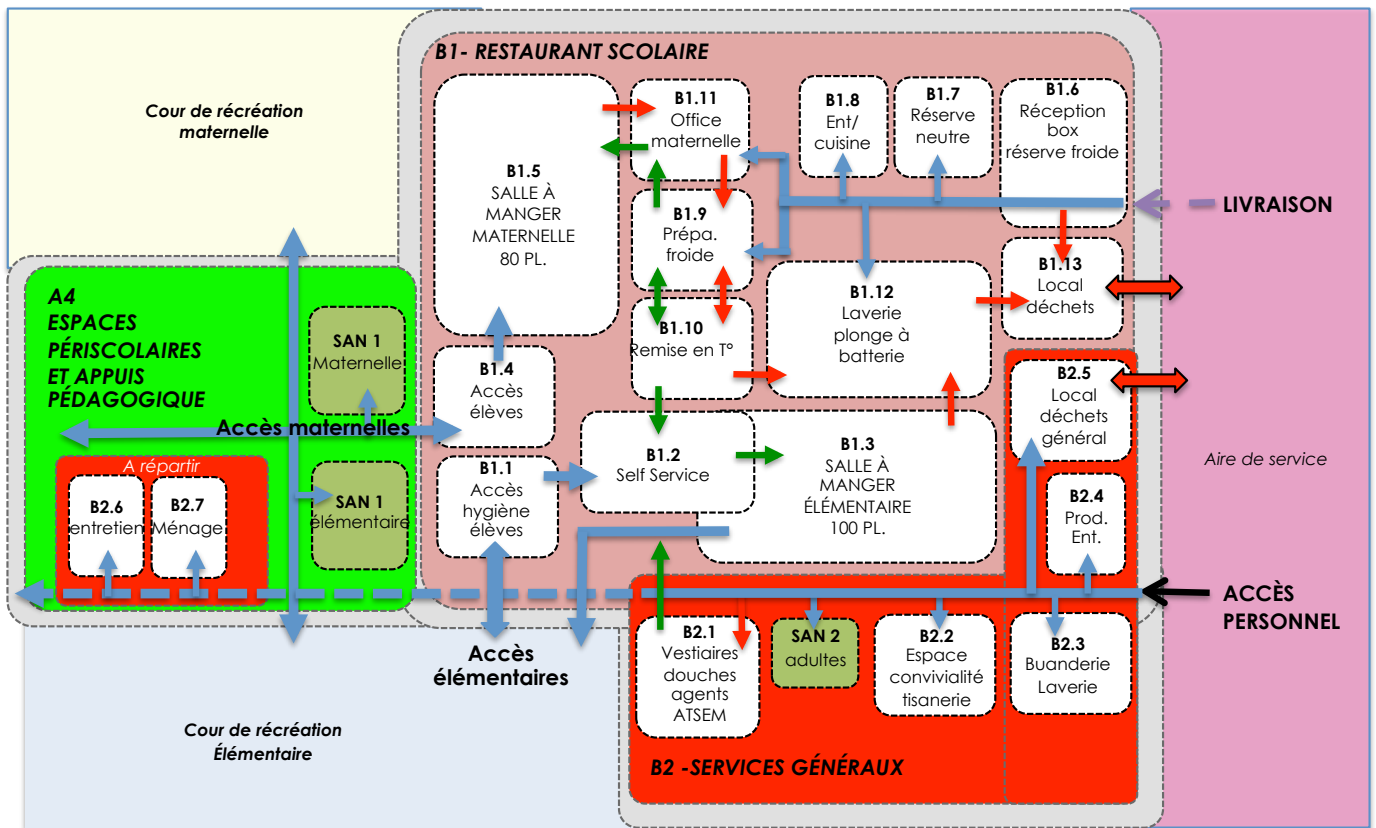 B1- RESTAURANT SCOLAIRE
Cour de récréation
maternelle
B1.5
SALLE À
MANGER
MATERNELLE
80 PL.
B1.11
Office
maternelle
B1.8
Ent/
cuisine
B1.7
Réserve
neutre
B1.6
Réception
box
réserve froide
LIVRAISON
B1.9
Prépa.
froide
B1.13
Local
déchets
B1.12
Laverie
plonge à
batterie
B1.10
Remise en T°
A4
ESPACES
PÉRISCOLAIRES
ET APPUIS
PÉDAGOGIQUE
SAN 1
Maternelle
B1.4
Accès
élèves
Accès maternelles
B2.5
Local
déchets
général
Aire de service
B1.2
Self Service
B1.3
SALLE À
MANGER
ÉLÉMENTAIRE
100 PL.
B1.1
Accès
hygiène
élèves
A répartir
B2.6
entretien
B2.7
Ménage
SAN 1
élémentaire
B2.4
Prod.
Ent.
ACCÈS
PERSONNEL
Accès
élémentaires
B2.1
Vestiaires
douches
agents
ATSEM
SAN 2
adultes
B2.2
Espace
convivialité
tisanerie
B2.3
Buanderie
Laverie
Cour de récréation
Élémentaire
B2 -SERVICES GÉNÉRAUX